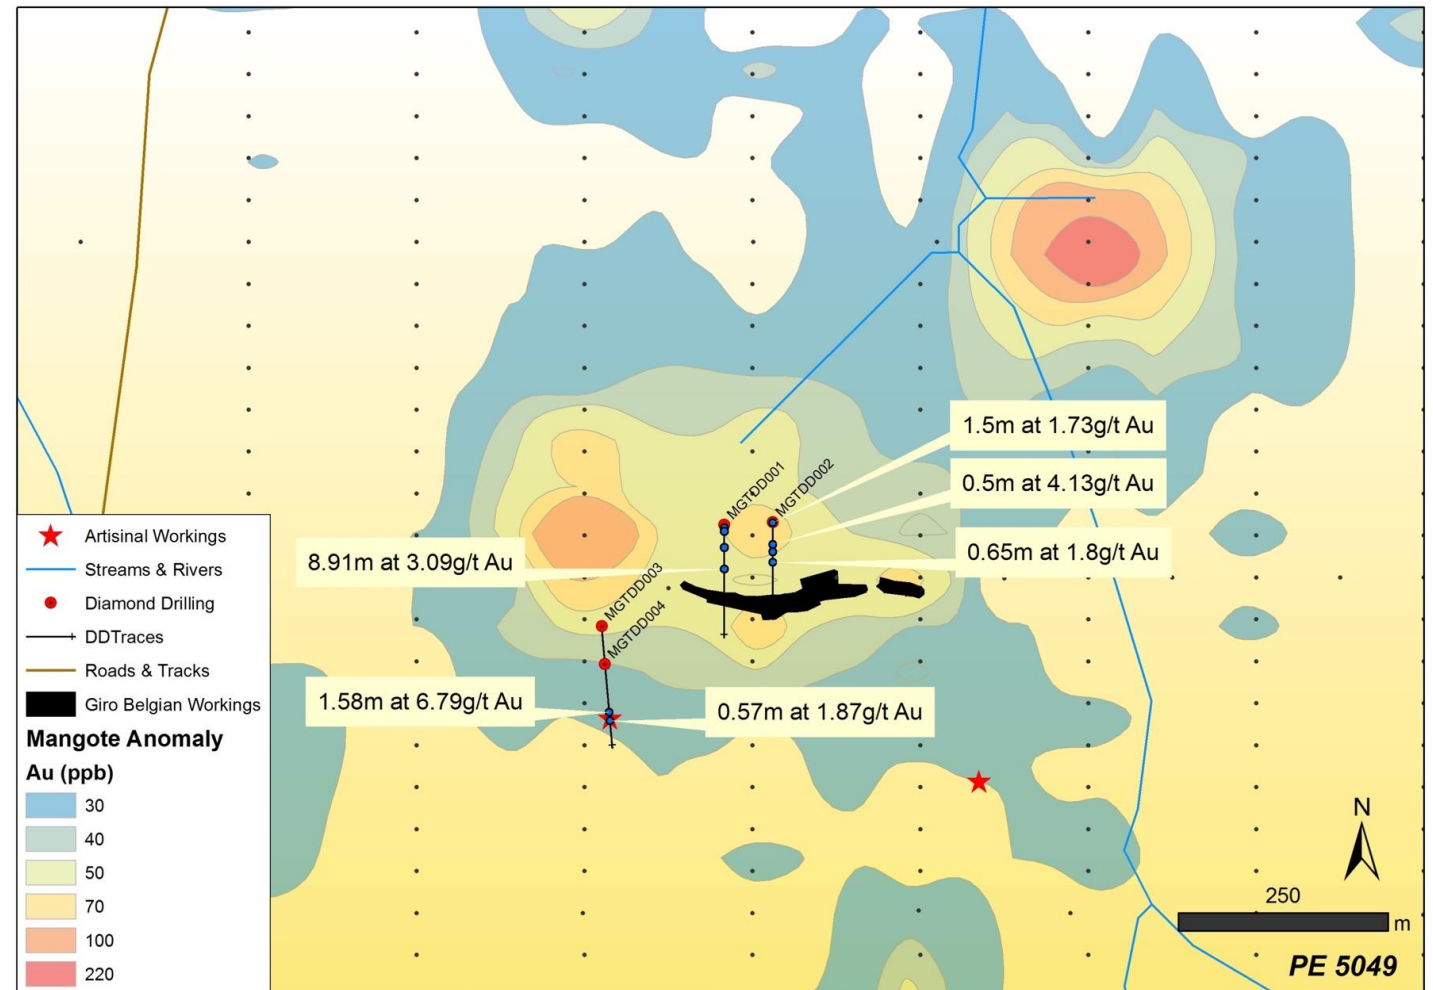 1.5m at 1.73g/t Au
0.5m at 4.13g/t Au
0.65m at 1.8g/t Au
MGTDD001
MGTDD002
8.91m at 3.09g/t Au
MGTDD003
MGTDD004
1.58m at 6.79g/t Au
0.57m at 1.87g/t Au
Artisinal Workings
Streams & Rivers
Diamond Drilling
DDTraces
Roads & Tracks
Giro Belgian Workings
Mangote Anomaly
Au (ppb)
30
40
50
70
100
220
N
250
m
PE 5049